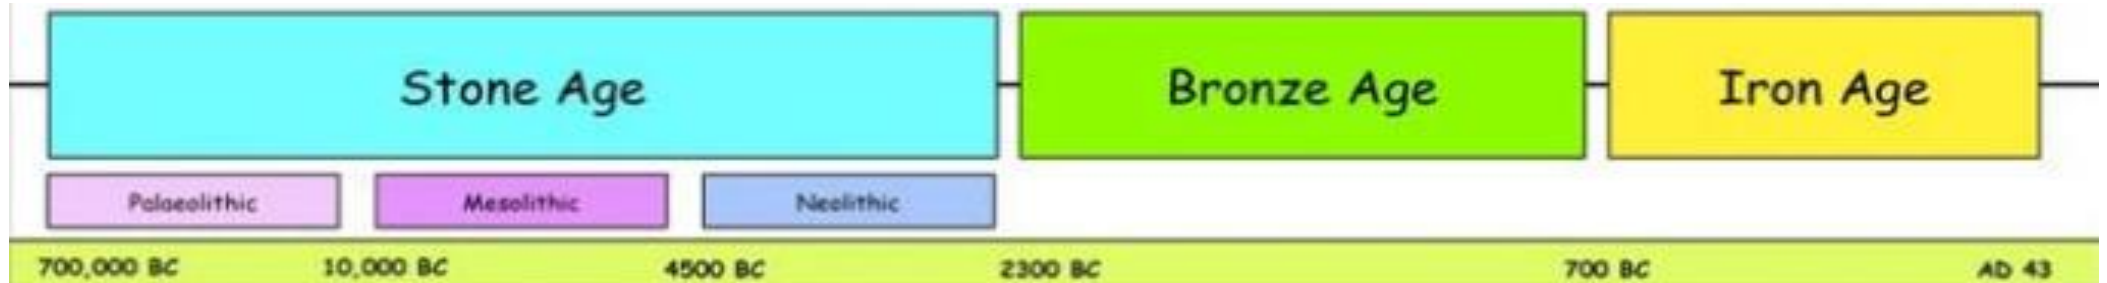 Stone Age
Bronze Age
Iron Age
Palaeolithic
Mesolithic
Neolithic
700,000 BC
10,000 BC
4500 BC
2300 BC
700 BC
AD 43